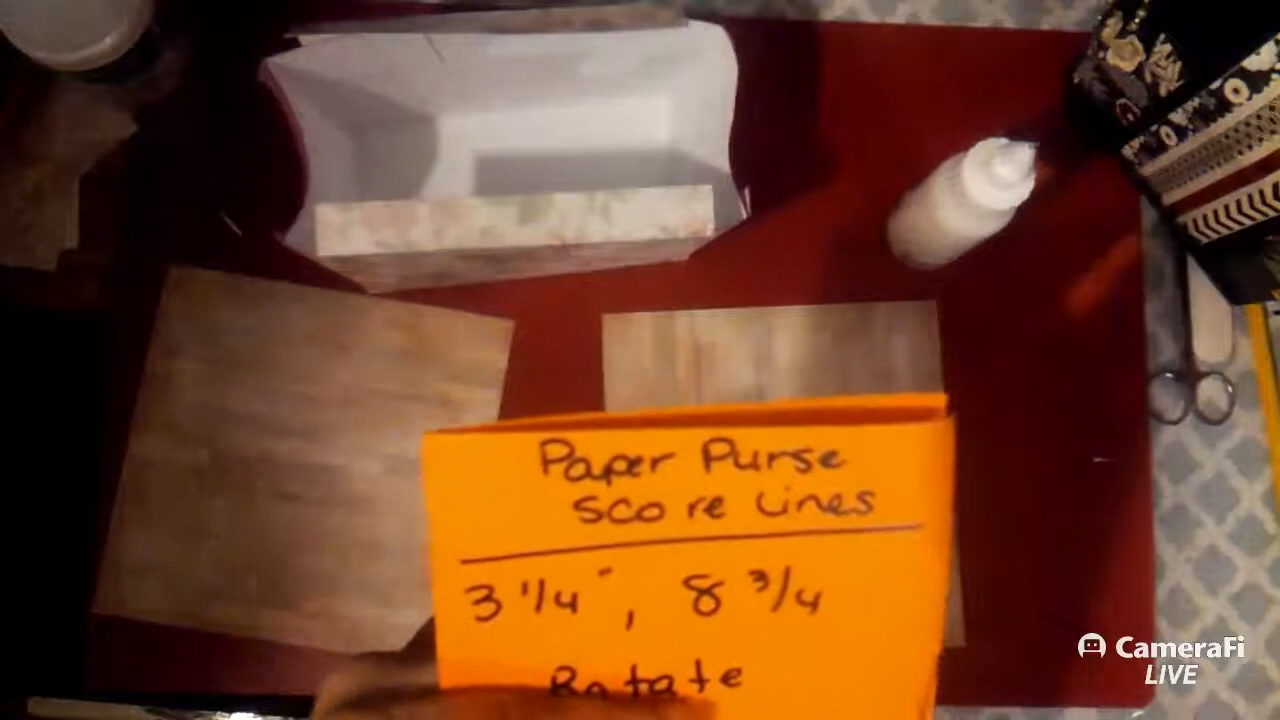 Paper Purse
Score Lines
3 1/4", 8 3/4
Rotate
CameraFi
LIVE